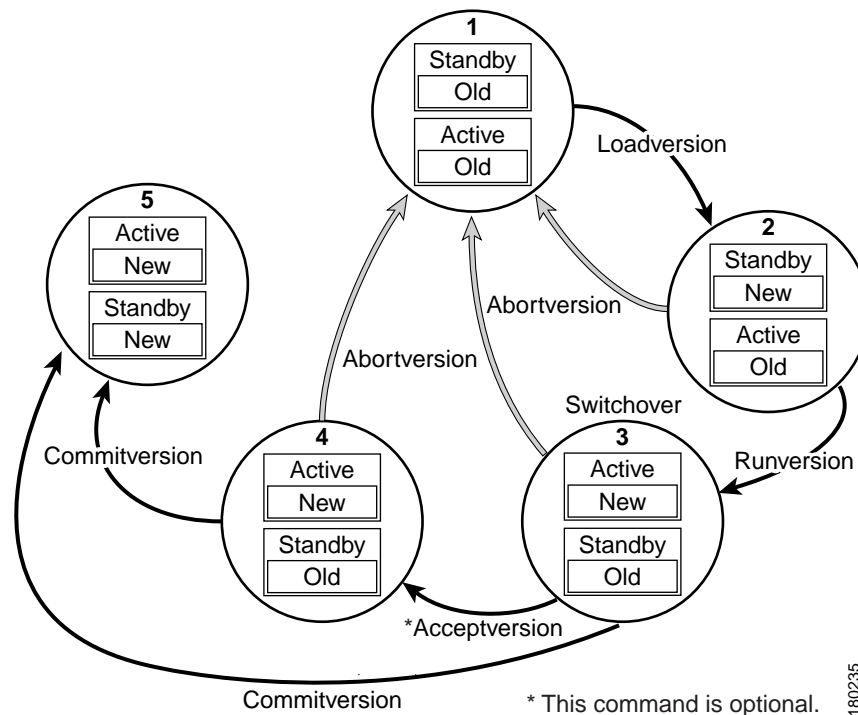 1
Standby
Old
Active
Old
Loadversion
5
Active
New
Standby
New
2
Standby
New
Active
Old
Abortversion
Abortversion
Switchover
Commitversion
4
Active
New
Standby
Old
3
Active
New
Standby
Old
Runversion
*Acceptversion
Commitversion
* This command is optional.
180235